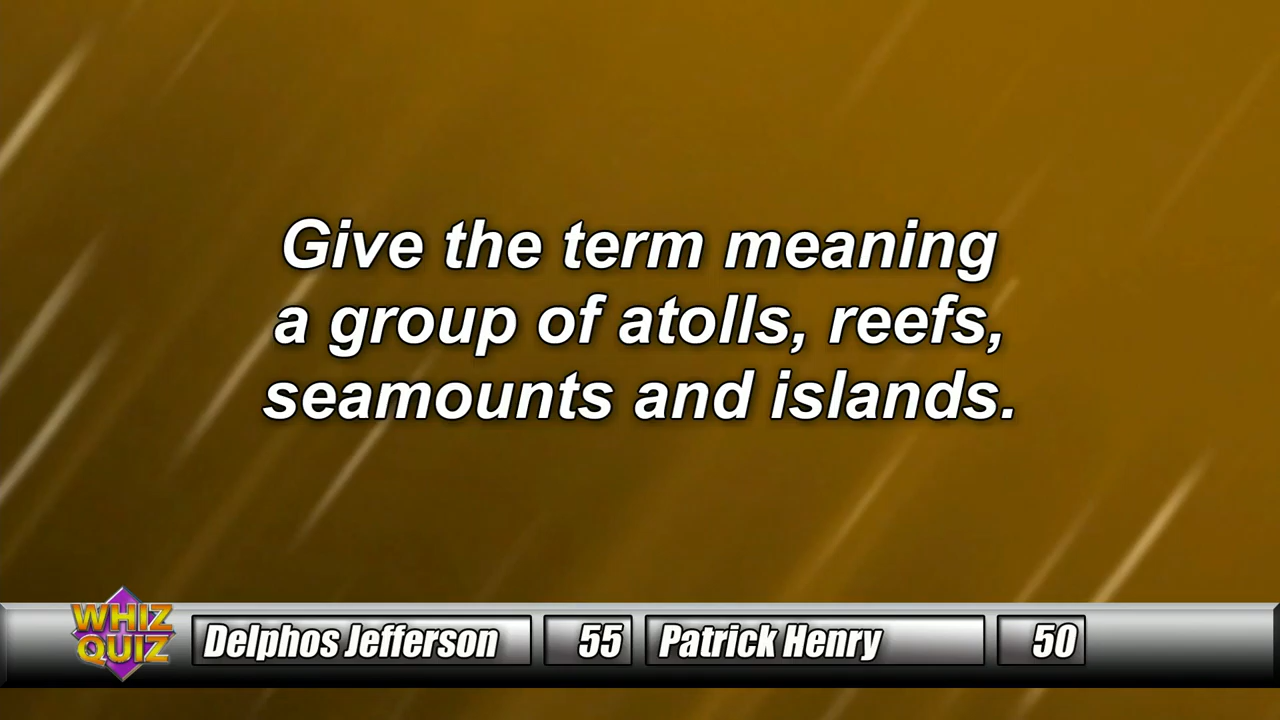 Give the term meaning
a group of atolls, reefs,
seamounts and islands.
WHIZ
QUIZ
Delphos Jefferson 55 Patrick Henry 50